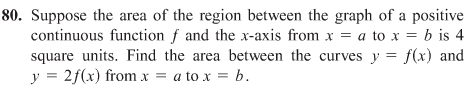 80. Suppose the area of the region between the graph of a positive
continuous function f and the x-axis from x = a to x = b is 4
square units. Find the area between the curves y = f(x) and
y = 2f(x) from x = a to x = b.